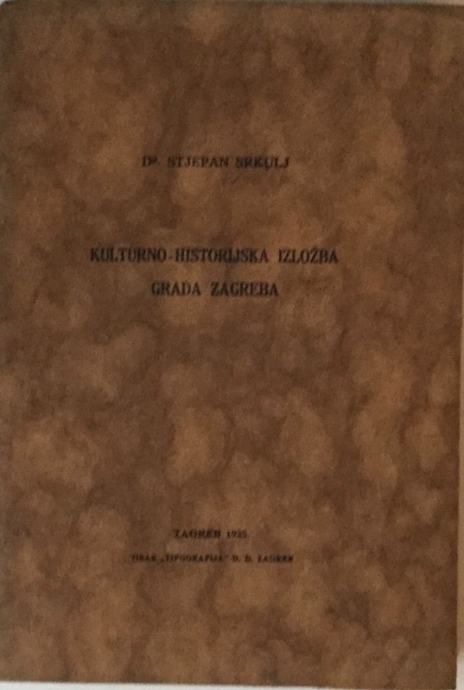 Dr. STJEPAN SRKULJ
KULTURNO-HISTORIJSKA IZLOŽBA
GRADA ZAGREBA
ZAGREB 1925.
TISAK „TIPOGRAFIJA" D. D. ZAGREB